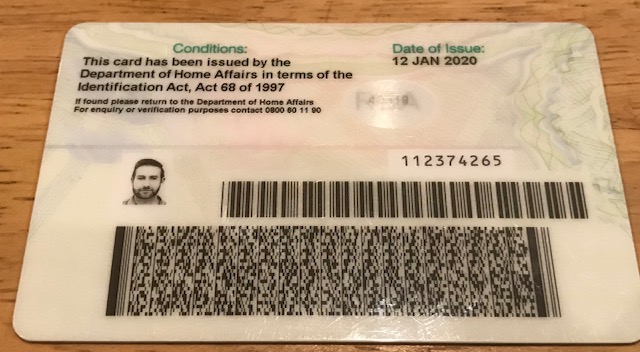 Conditions:
This card has been issued by the
Department of Home Affairs in terms of the
Identification Act, Act 68 of 1997
If found please return to the Department of Home Affairs
For enquiry or verification purposes contact 0800 60 11 90
Date of Issue:
12 JAN 2020
112374265